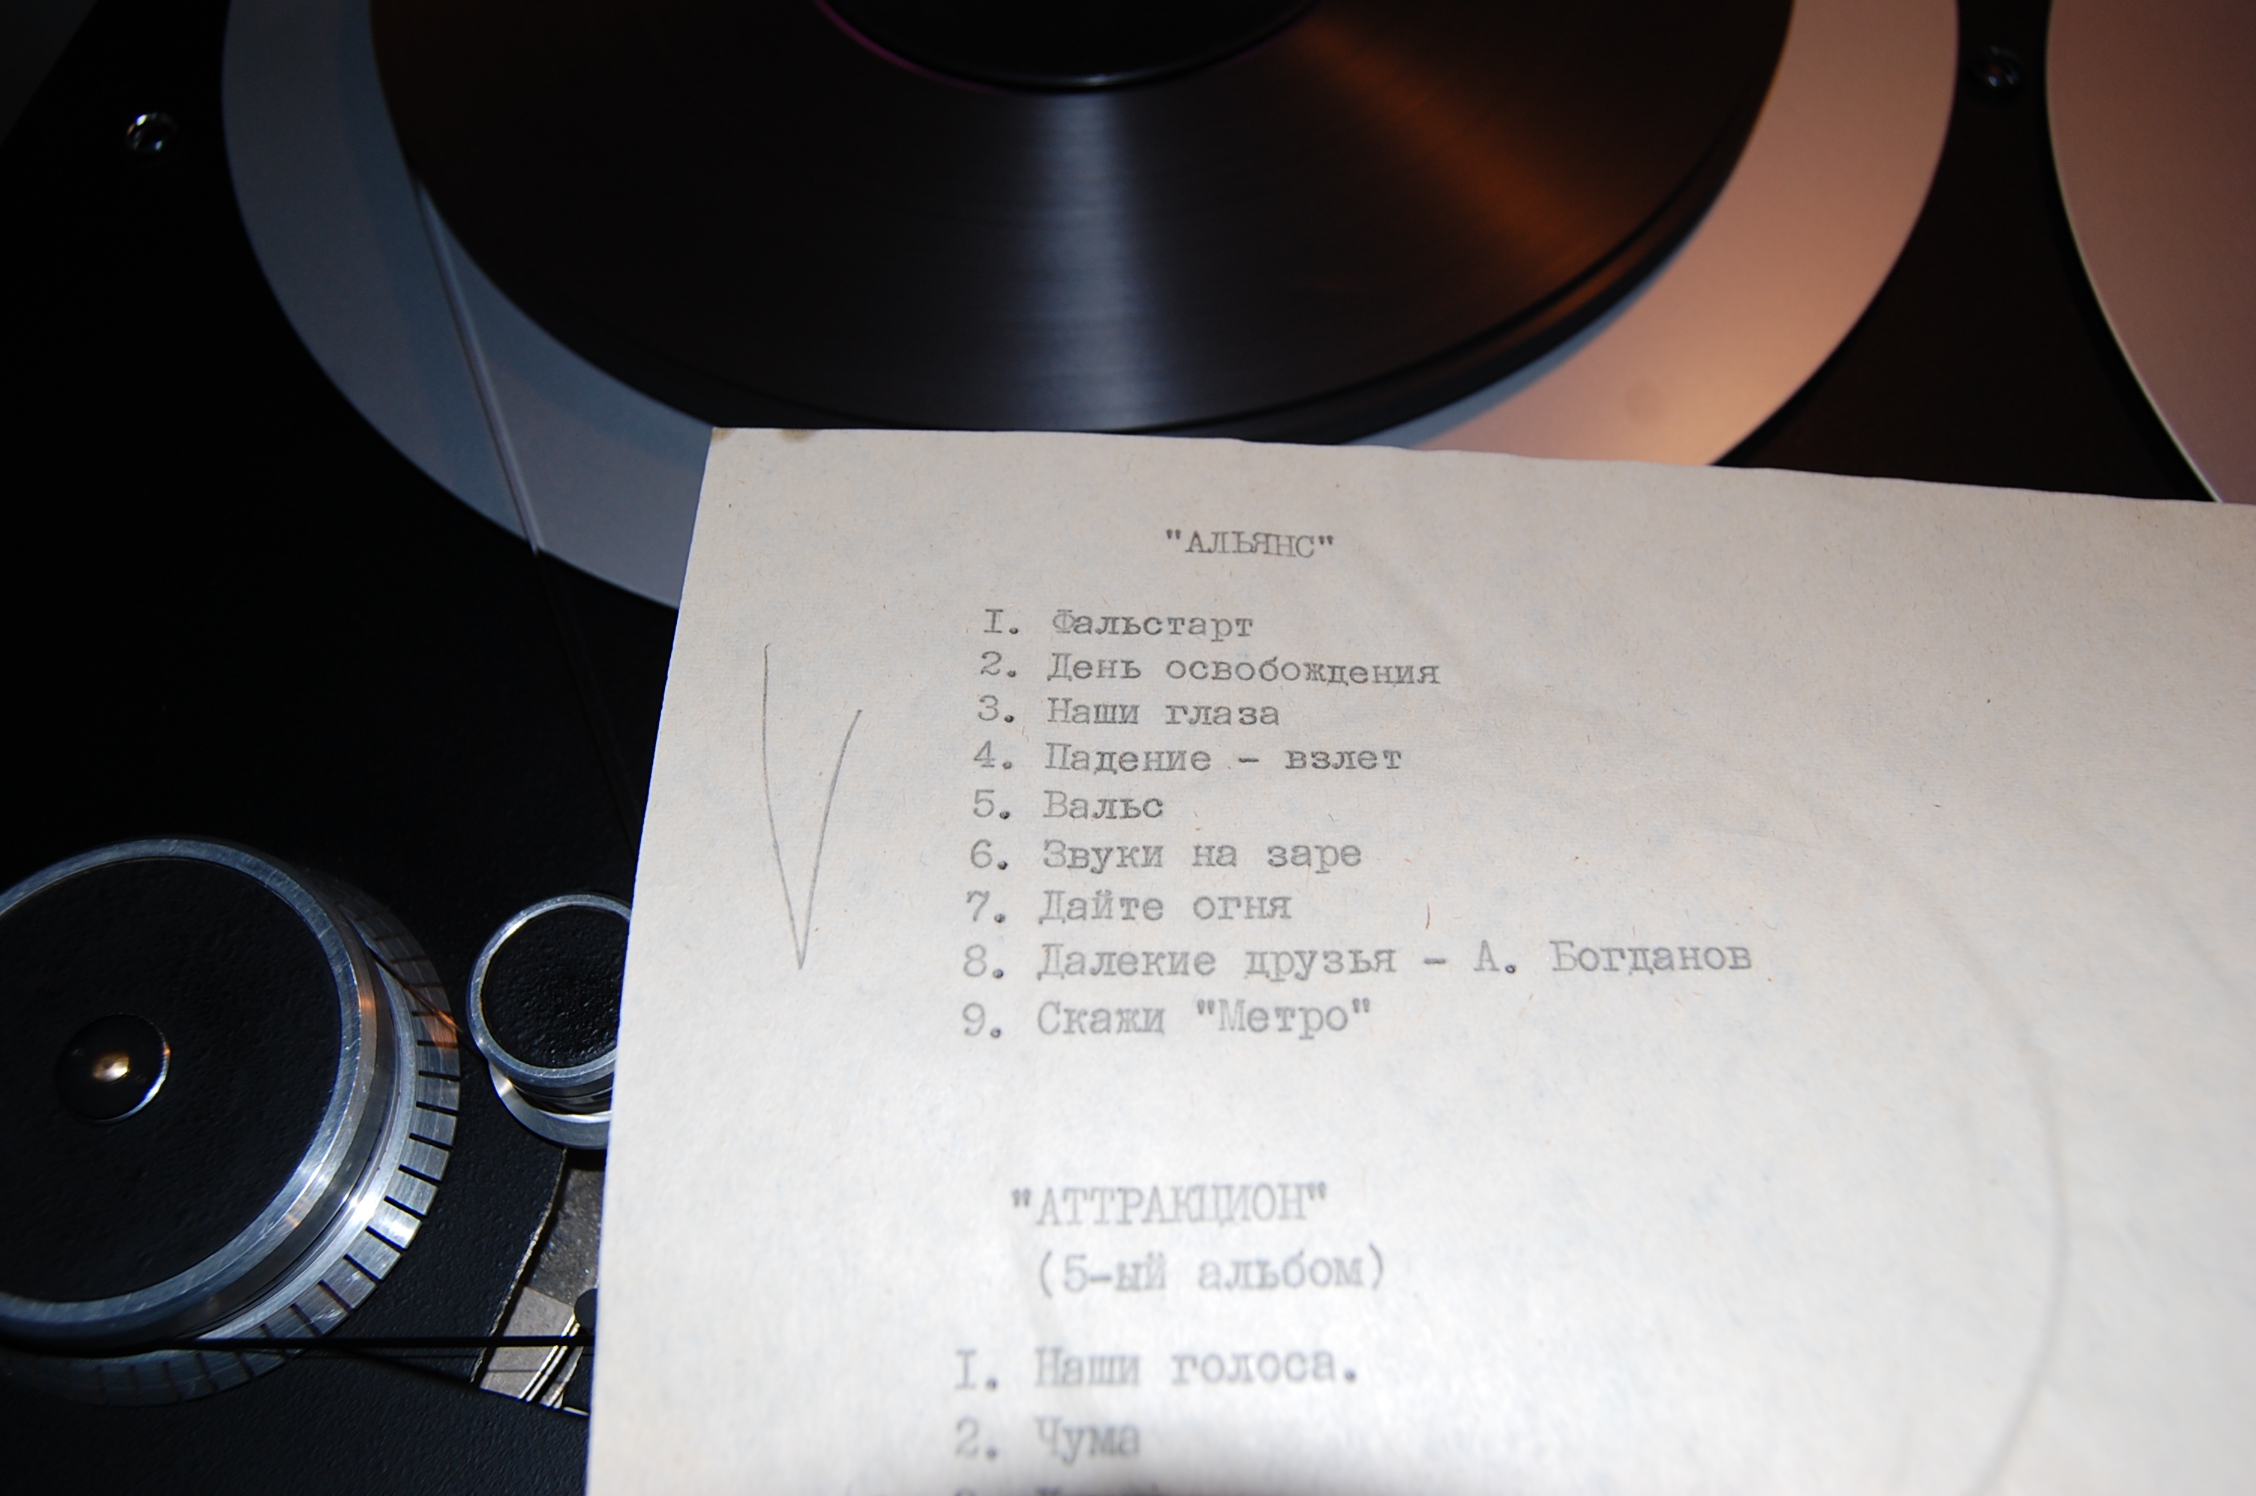 "АЛЬЯНС"
I. Фальстарт
2. День освобождения
3. Наши глаза
4. Падение - взлет
5. Вальс
6. Звуки на заре
7. Дайте огня
8. Далекие друзья - А. Богданов
9. Скажи "Метро"
"АТТРАКЦИОН"
(5-ый альбом)
I. Наши голоса.
2. Чума